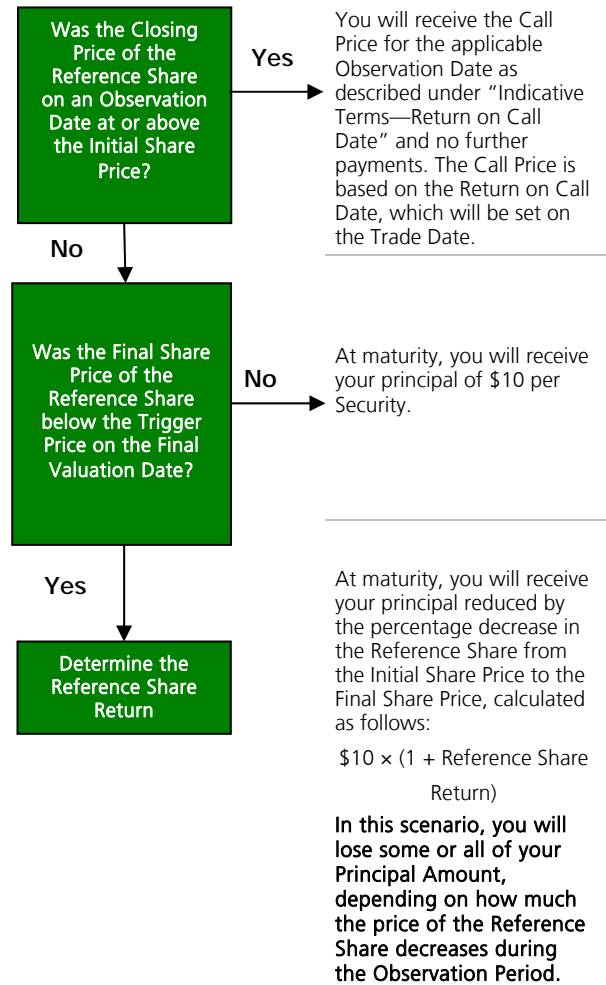 Was the Closing
Price of the
Reference Share
on an Observation
Date at or above
the Initial Share
Price?
Yes
You will receive the Call
Price for the applicable
Observation Date as
described under “Indicative
Terms—Return on Call
Date” and no further
payments. The Call Price is
based on the Return on Call
Date, which will be set on
the Trade Date.
No
Was the Final Share
Price of the
Reference Share
below the Trigger
Price on the Final
Valuation Date?
No
At maturity, you will receive
your principal of $10 per
Security.
Yes
Determine the
Reference Share
Return
At maturity, you will receive
your principal reduced by
the percentage decrease in
the Reference Share from
the Initial Share Price to the
Final Share Price, calculated
as follows:
$10 × (1 + Reference Share
Return)
In this scenario, you will
lose some or all of your
Principal Amount,
depending on how much
the price of the Reference
Share decreases during
the Observation Period.